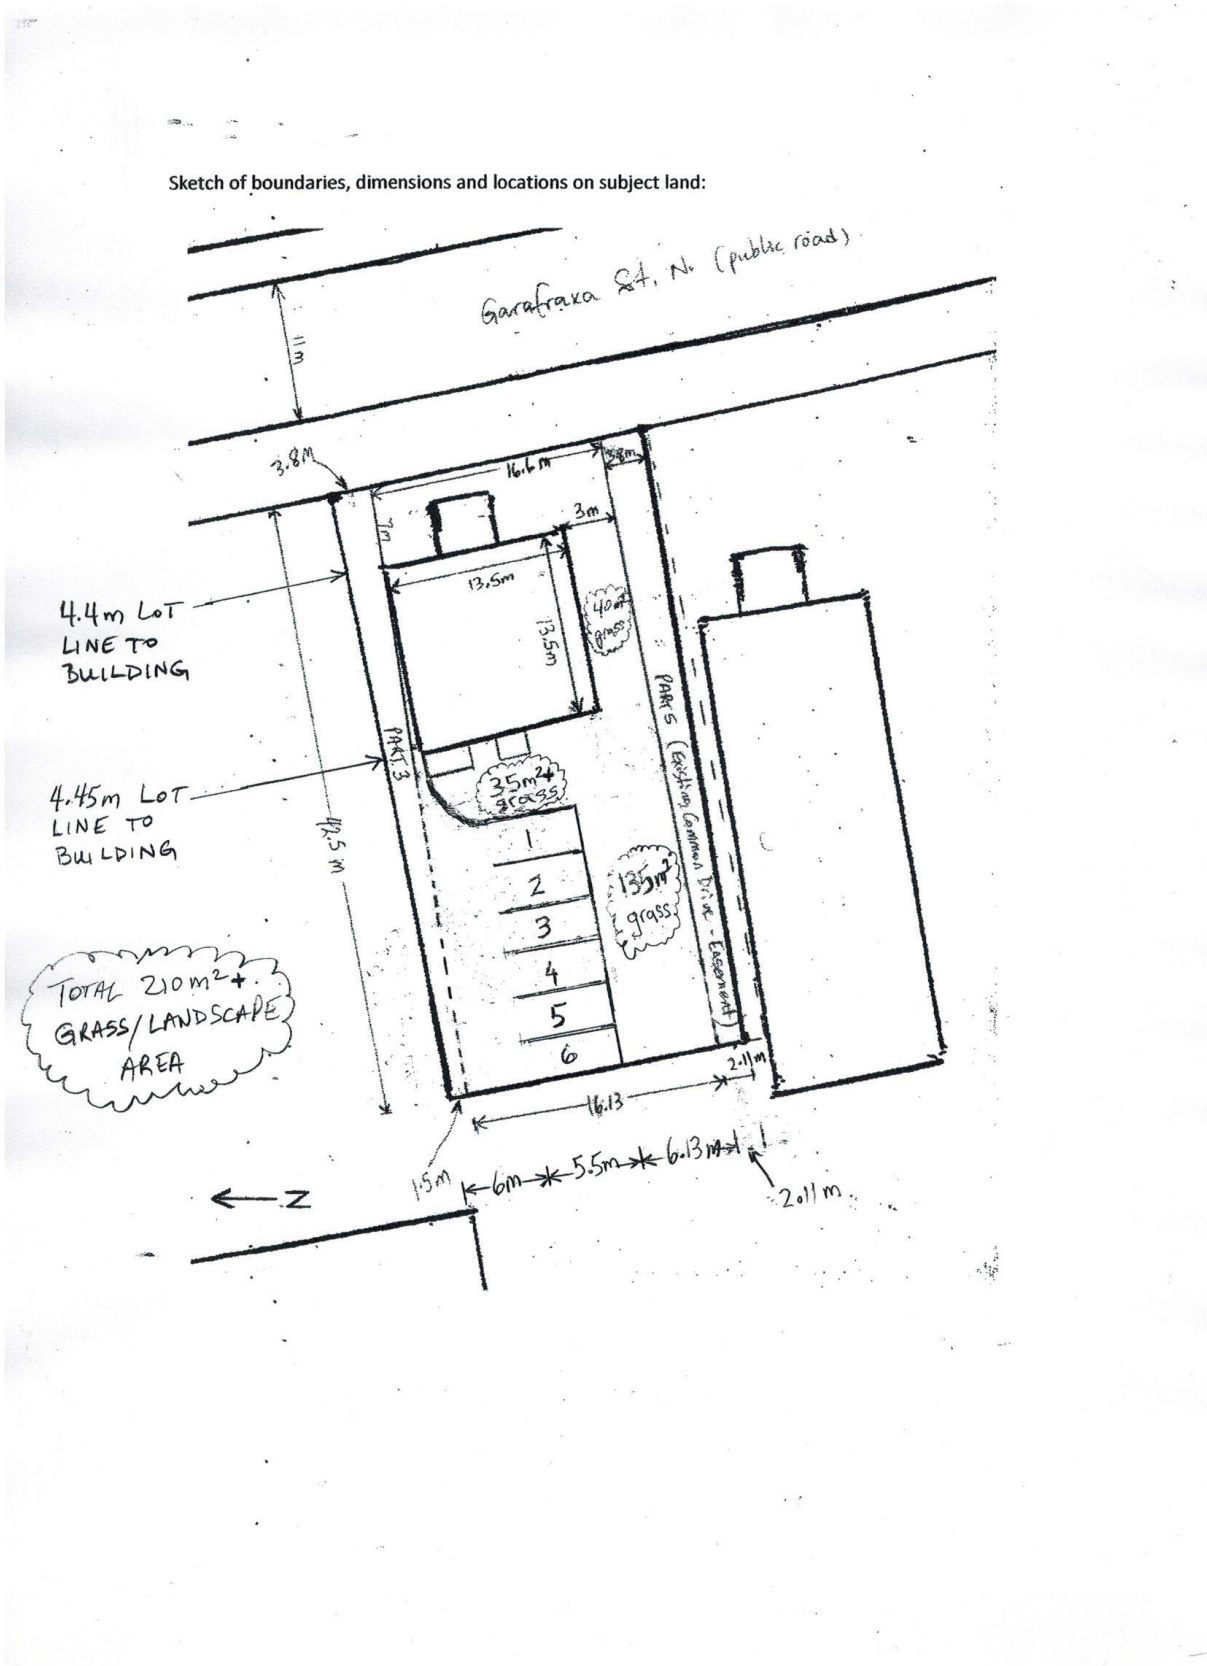 Sketch of boundaries, dimensions and locations on subject land:
Garafraxa St. N. (public road)
11m
3.8m
16.6m
3.8m
7m
3m
13.5m
13.5m
40m²
grass
4.4m LOT
LINE TO
BUILDING
PART 3
PART 5 (Existing Common Drive - Easement)
4.45m LOT
LINE TO
BUILDING
35m²+
grass
42.5m
1
2
3
4
5
6
135m²
grass
TOTAL 210m²+
GRASS/LANDSCAPE
AREA
2.11m
16.13
1.5m
6m
5.5m
6.13m
2.11m
N